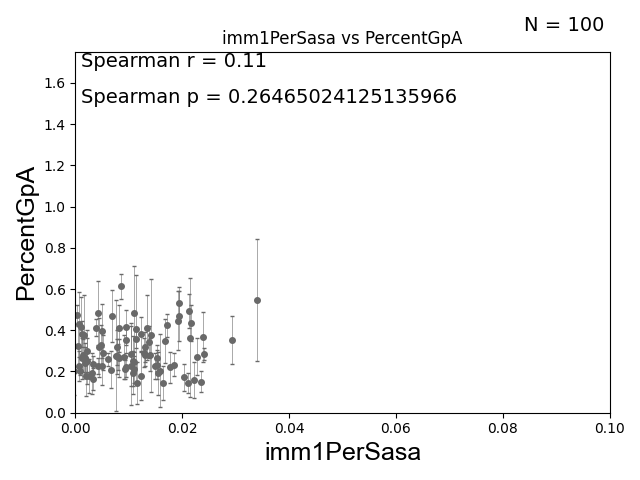 N = 100
imm1PerSasa vs PercentGpA
Spearman r = 0.11
Spearman p = 0.26465024125135966
PercentGpA
1.6
1.4
1.2
1.0
0.8
0.6
0.4
0.2
0.0
0.00 0.02 0.04 0.06 0.08 0.10
imm1PerSasa